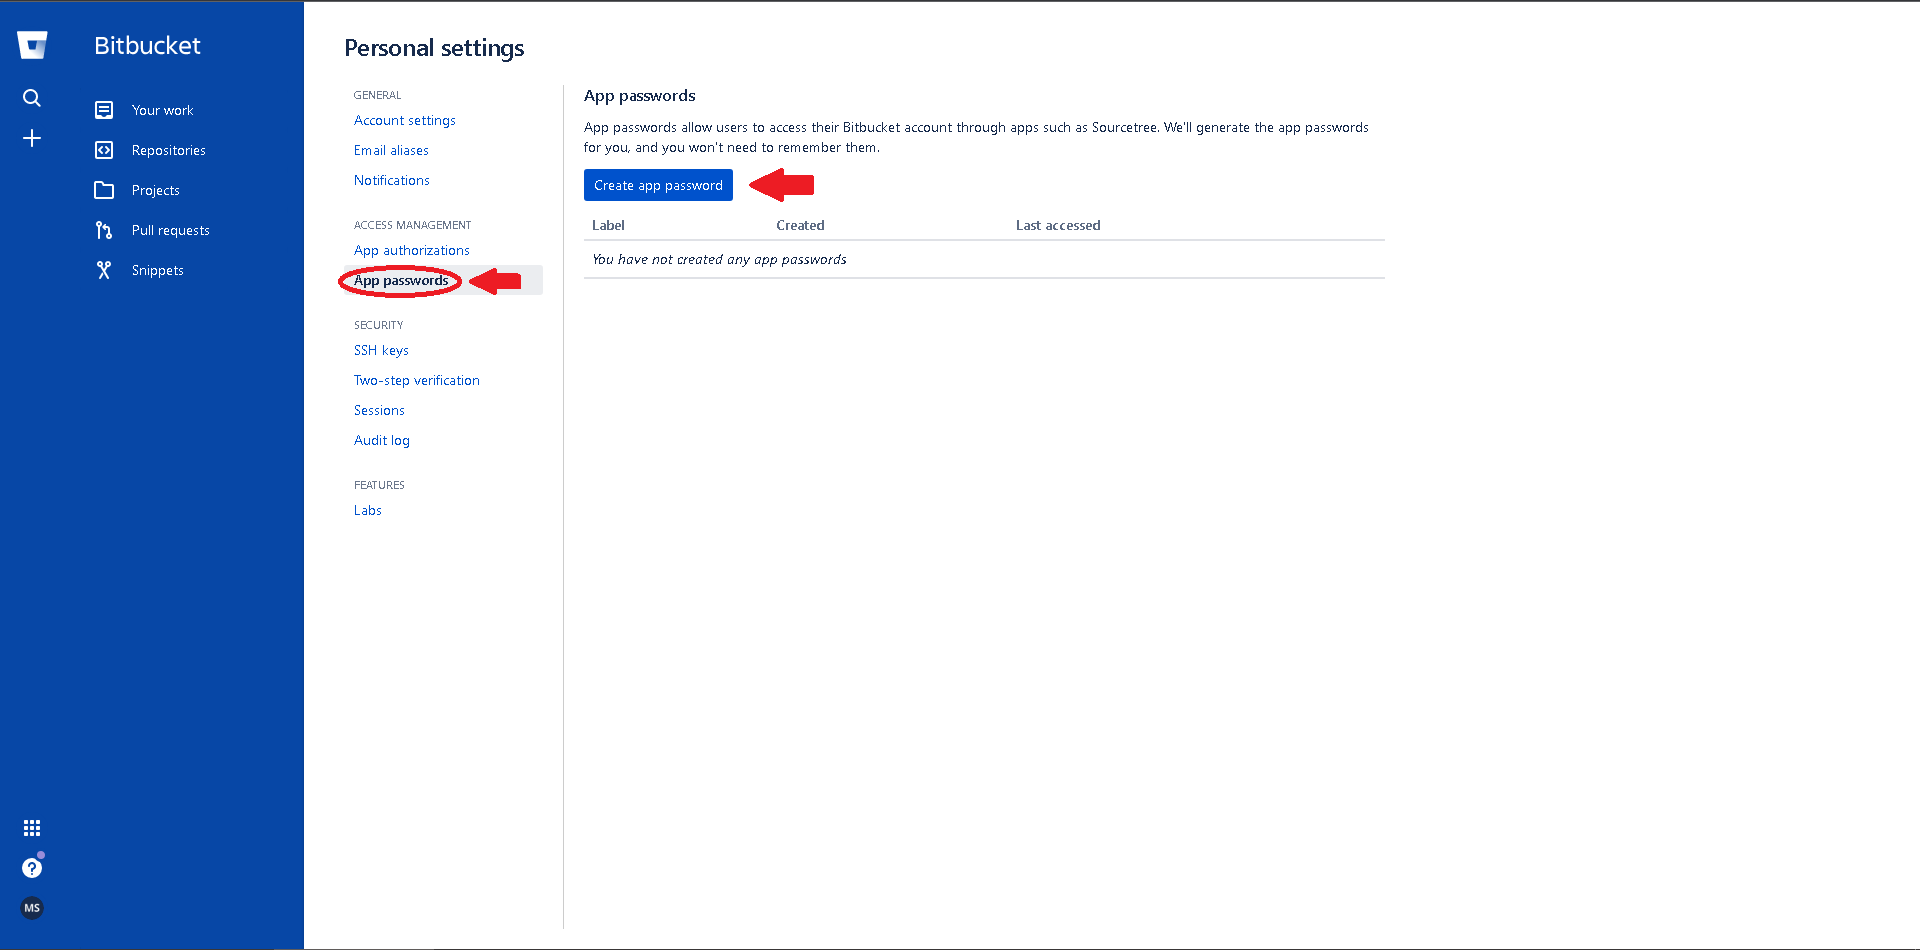 Bitbucket
Your work
Repositories
Projects
Pull requests
Snippets
MS
Personal settings
GENERAL
Account settings
Email aliases
Notifications
ACCESS MANAGEMENT
App authorizations
App passwords
SECURITY
SSH keys
Two-step verification
Sessions
Audit log
FEATURES
Labs
App passwords
App passwords allow users to access their Bitbucket account through apps such as Sourcetree. We'll generate the app passwords
for you, and you won't need to remember them.
Create app password
Label Created Last accessed
You have not created any app passwords